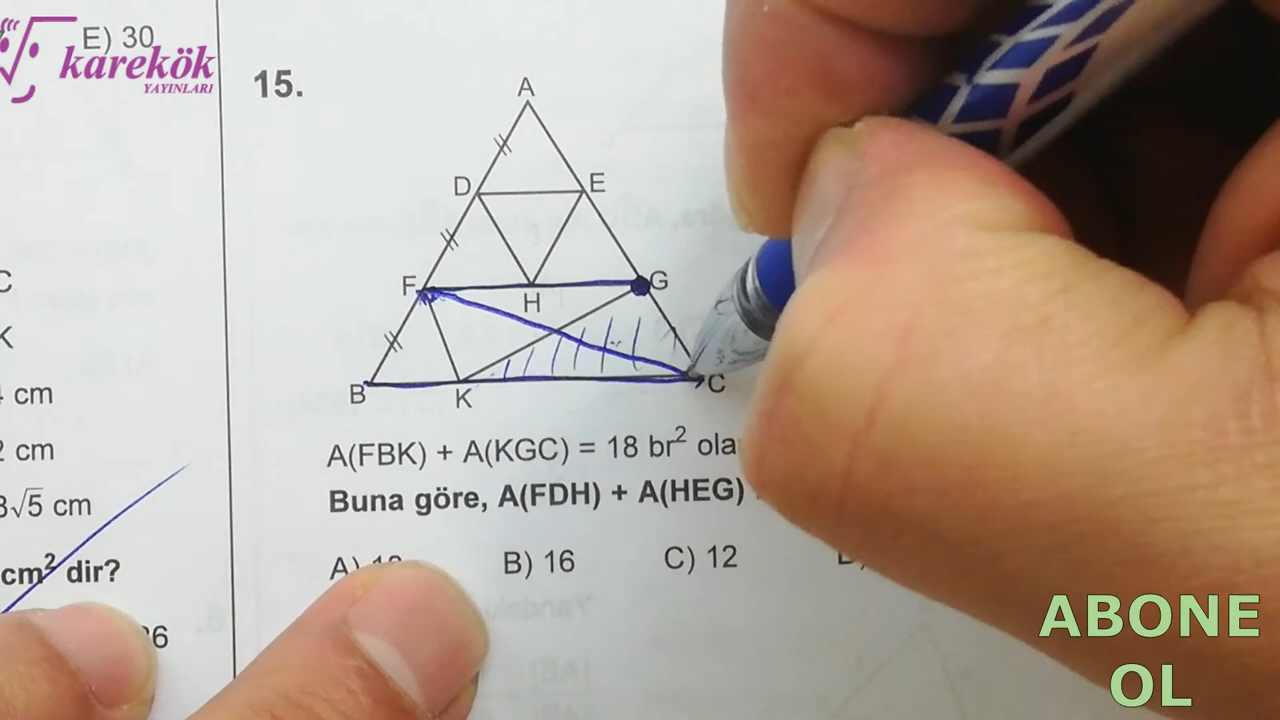 E) 30
karekök
YAYINLARI
15.
A
D
E
F
H
G
B
K
C
A(FBK) + A(KGC) = 18 br² ola
Buna göre, A(FDH) + A(HEG)
A)
B) 16
C) 12
C
K
cm
2 cm
3√5 cm
cm² dir?
36
ABONE
OL